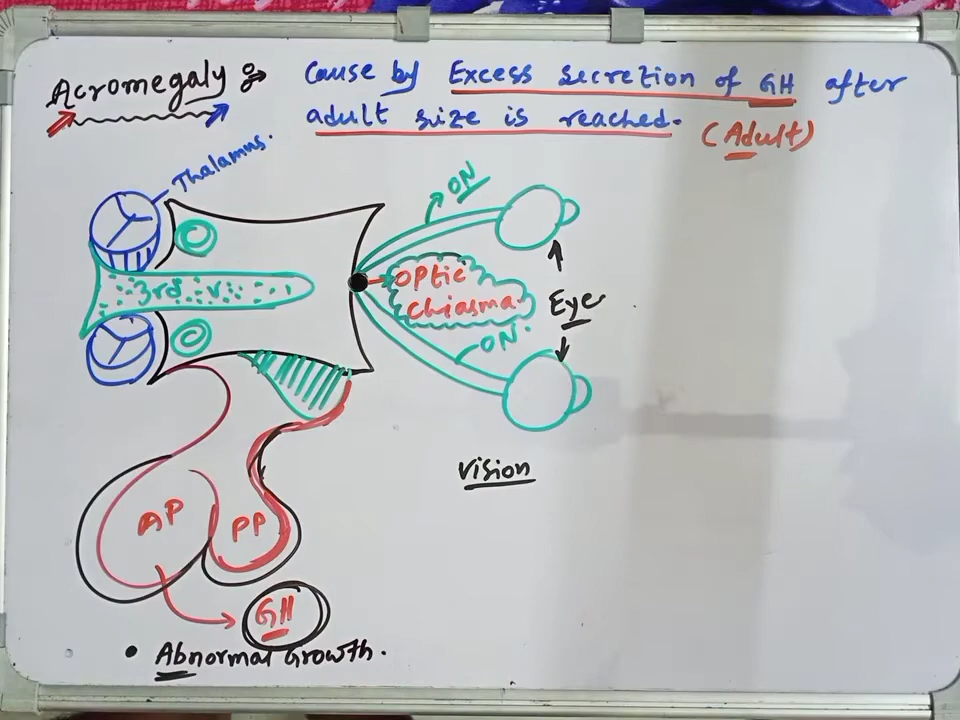 Acromegaly :→ Cause by Excess secretion of GH after
adult size is reached.
(Adult)
Thalamus.
ON
3rd. V
optic
chiasma.
Eye
ON
Vision
AP
PP
GH
• Abnormal Growth.